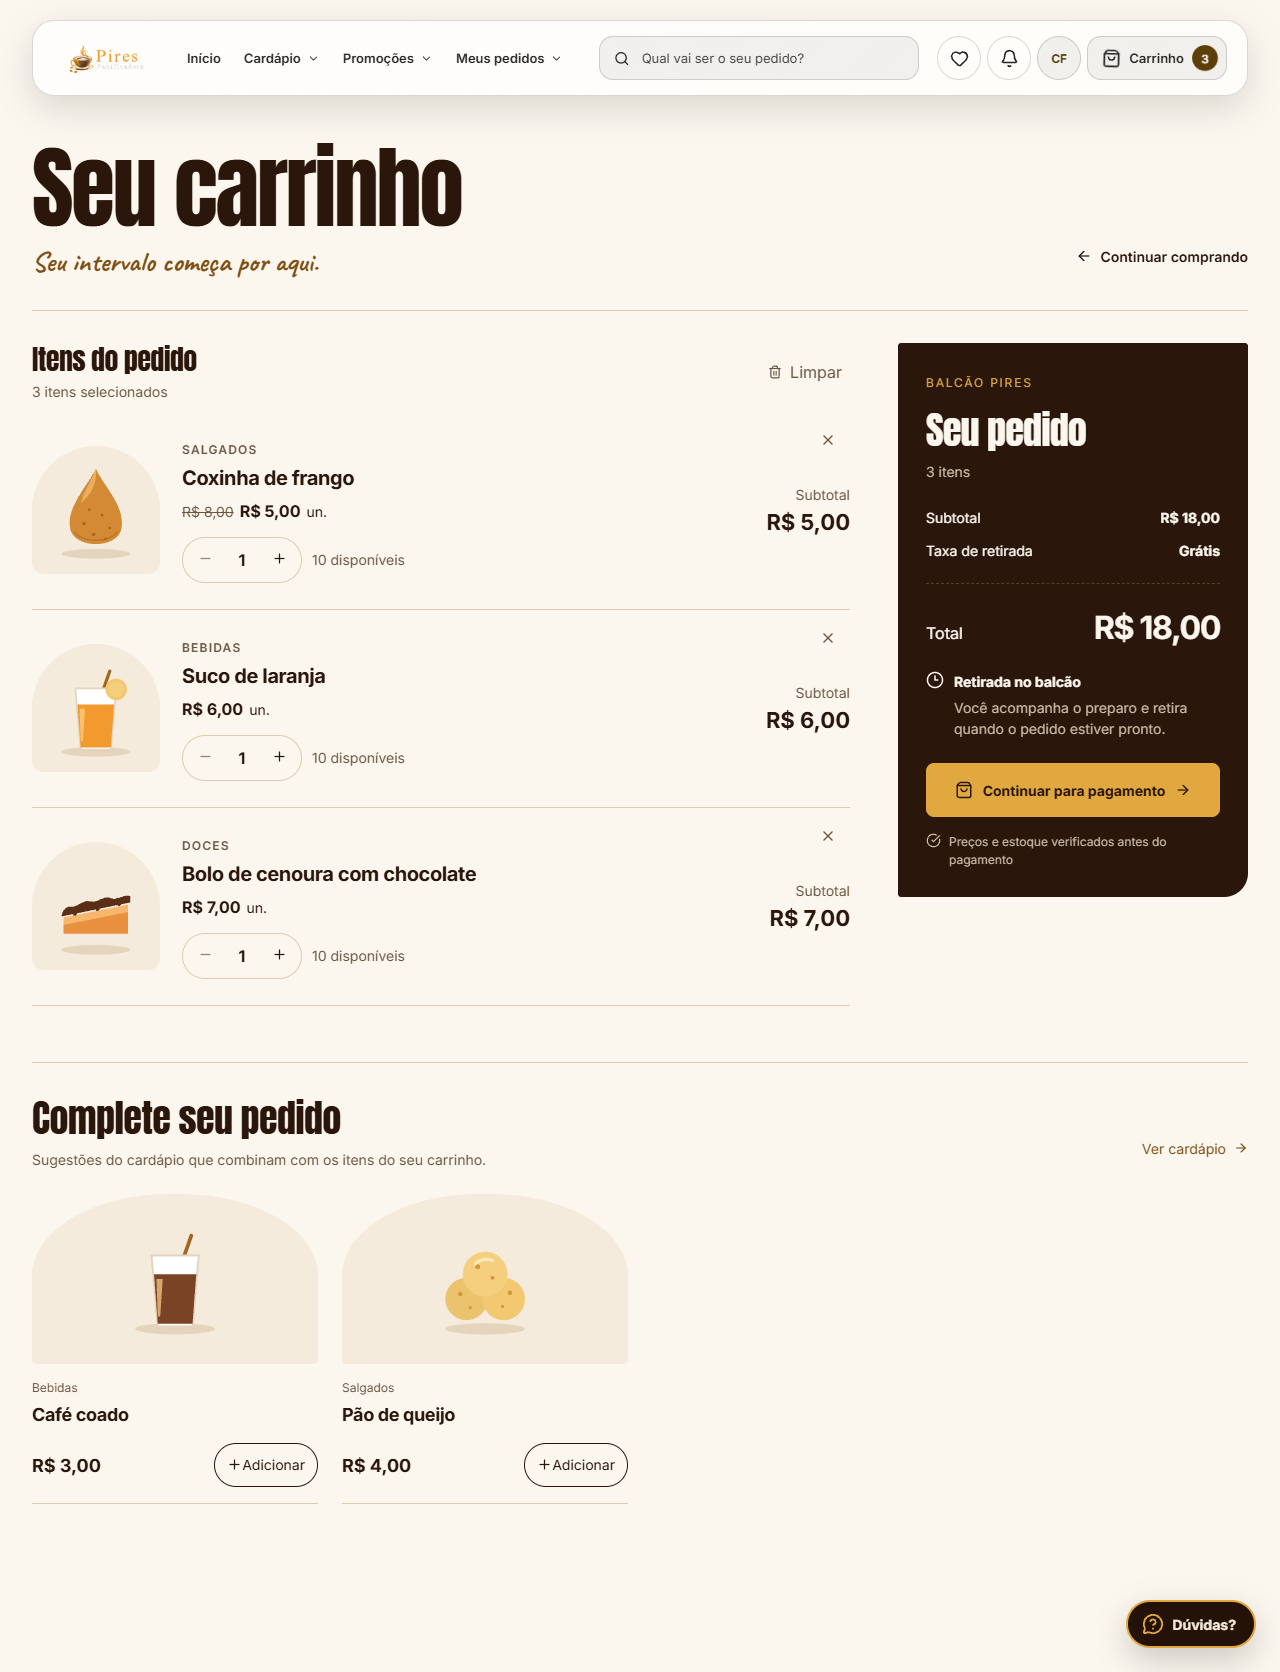 Pires
Início
Cardápio
Promoções
Meus pedidos
Qual vai ser o seu pedido?
CF
Carrinho
3
Seu carrinho
Seu intervalo começa por aqui.
Continuar comprando
Itens do pedido
3 itens selecionados
Limpar
SALGADOS
Coxinha de frango
R$ 8,00 R$ 5,00 un.
1
10 disponíveis
Subtotal
R$ 5,00
BEBIDAS
Suco de laranja
R$ 6,00 un.
1
10 disponíveis
Subtotal
R$ 6,00
DOCES
Bolo de cenoura com chocolate
R$ 7,00 un.
1
10 disponíveis
Subtotal
R$ 7,00
BALCÃO PIRES
Seu pedido
3 itens
Subtotal R$ 18,00
Taxa de retirada Grátis
Total R$ 18,00
Retirada no balcão
Você acompanha o preparo e retira
quando o pedido estiver pronto.
Continuar para pagamento
Preços e estoque verificados antes do
pagamento
Complete seu pedido
Sugestões do cardápio que combinam com os itens do seu carrinho.
Ver cardápio
Bebidas
Café coado
R$ 3,00
Adicionar
Salgados
Pão de queijo
R$ 4,00
Adicionar
Dúvidas?